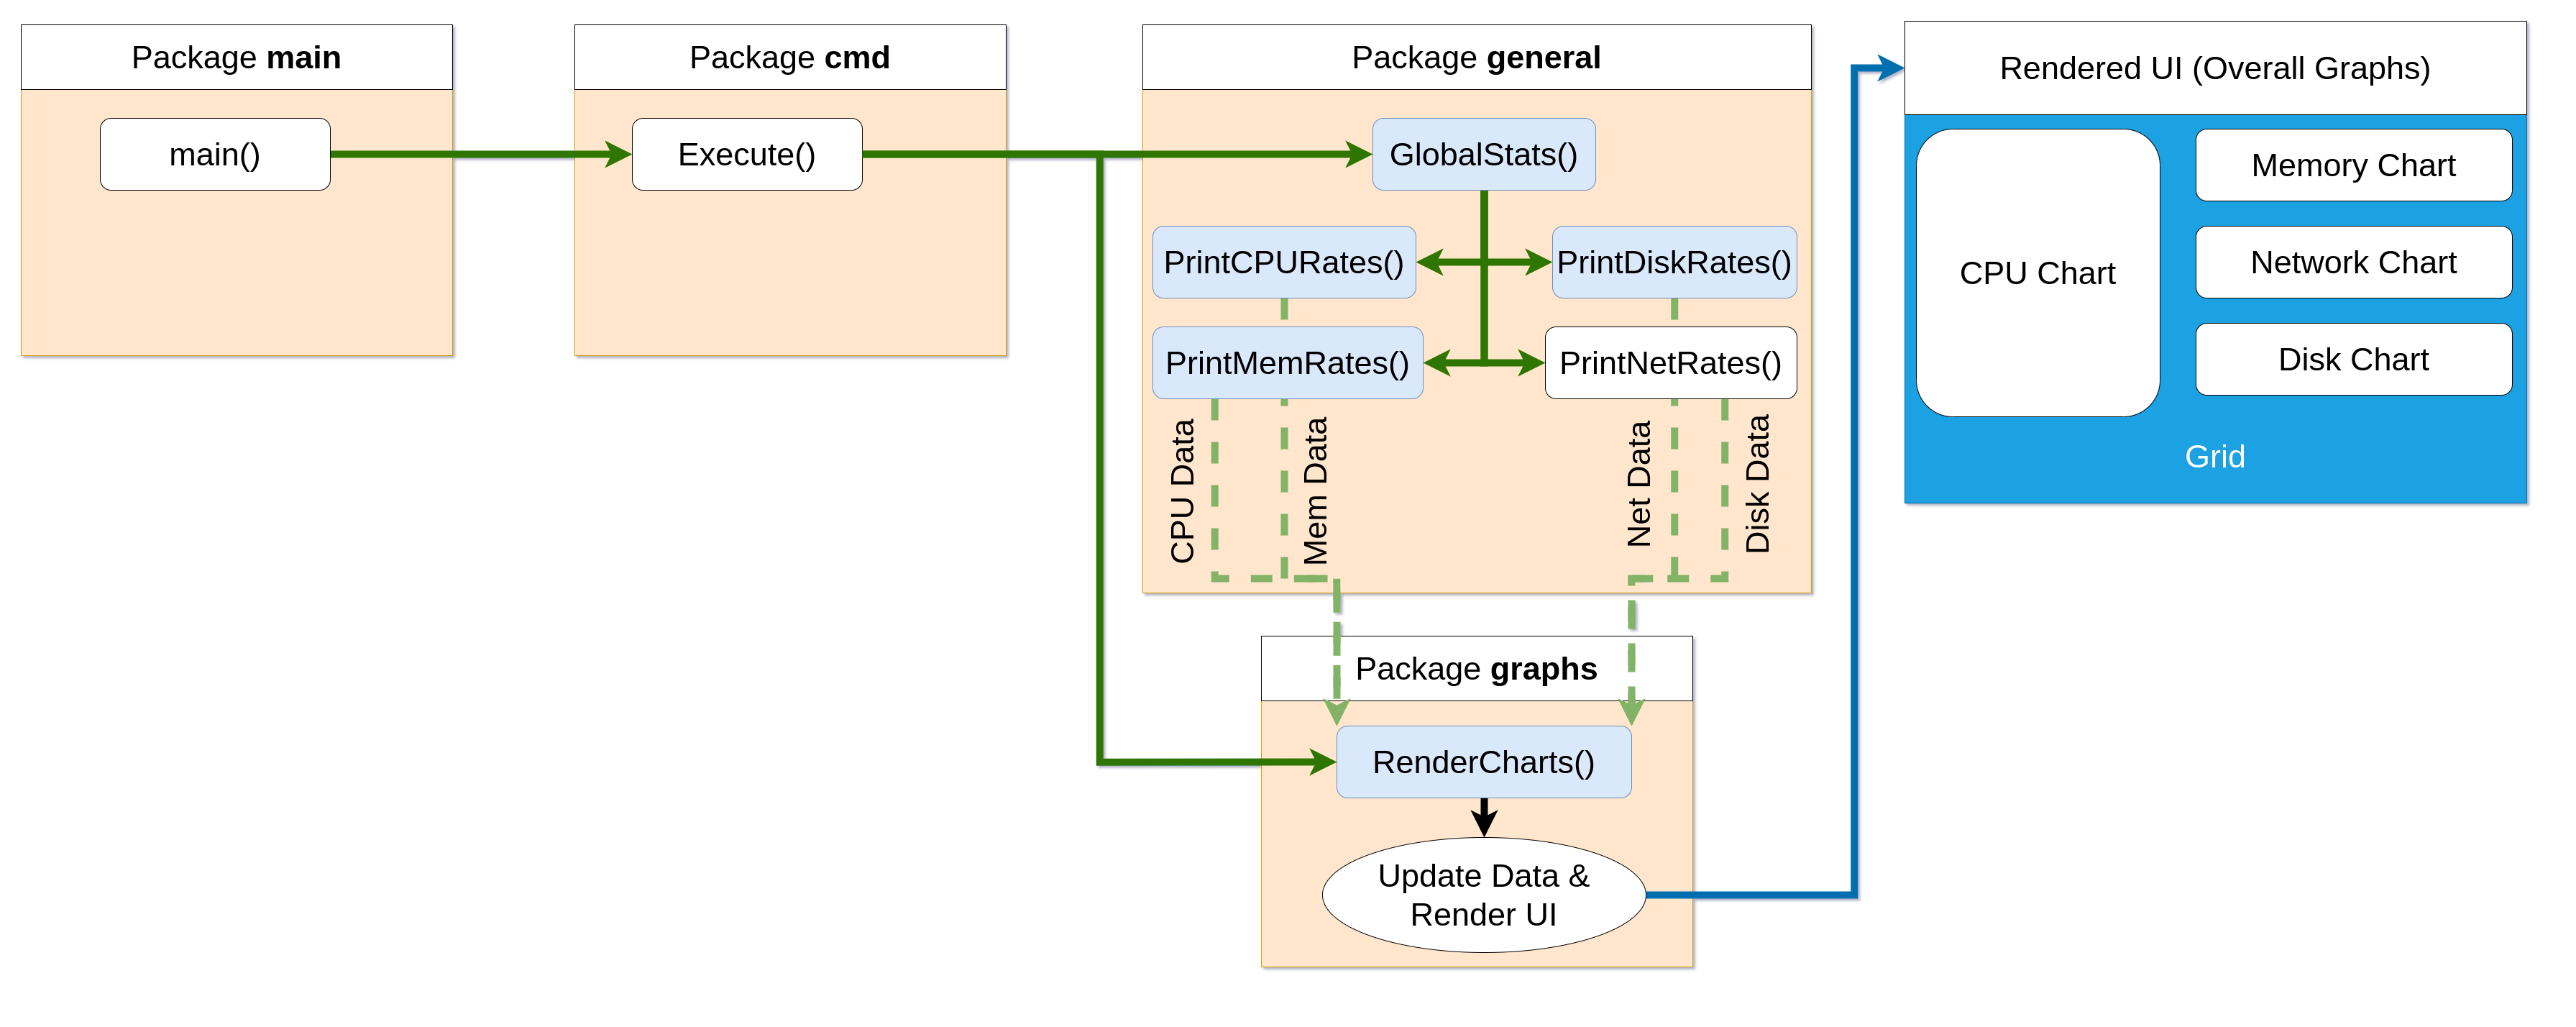 Package main
main()
Package cmd
Execute()
Package general
GlobalStats()
PrintCPURates()
PrintDiskRates()
PrintMemRates()
PrintNetRates()
CPU Data
Mem Data
Net Data
Disk Data
Package graphs
RenderCharts()
Update Data &
Render UI
Rendered UI (Overall Graphs)
CPU Chart
Memory Chart
Network Chart
Disk Chart
Grid